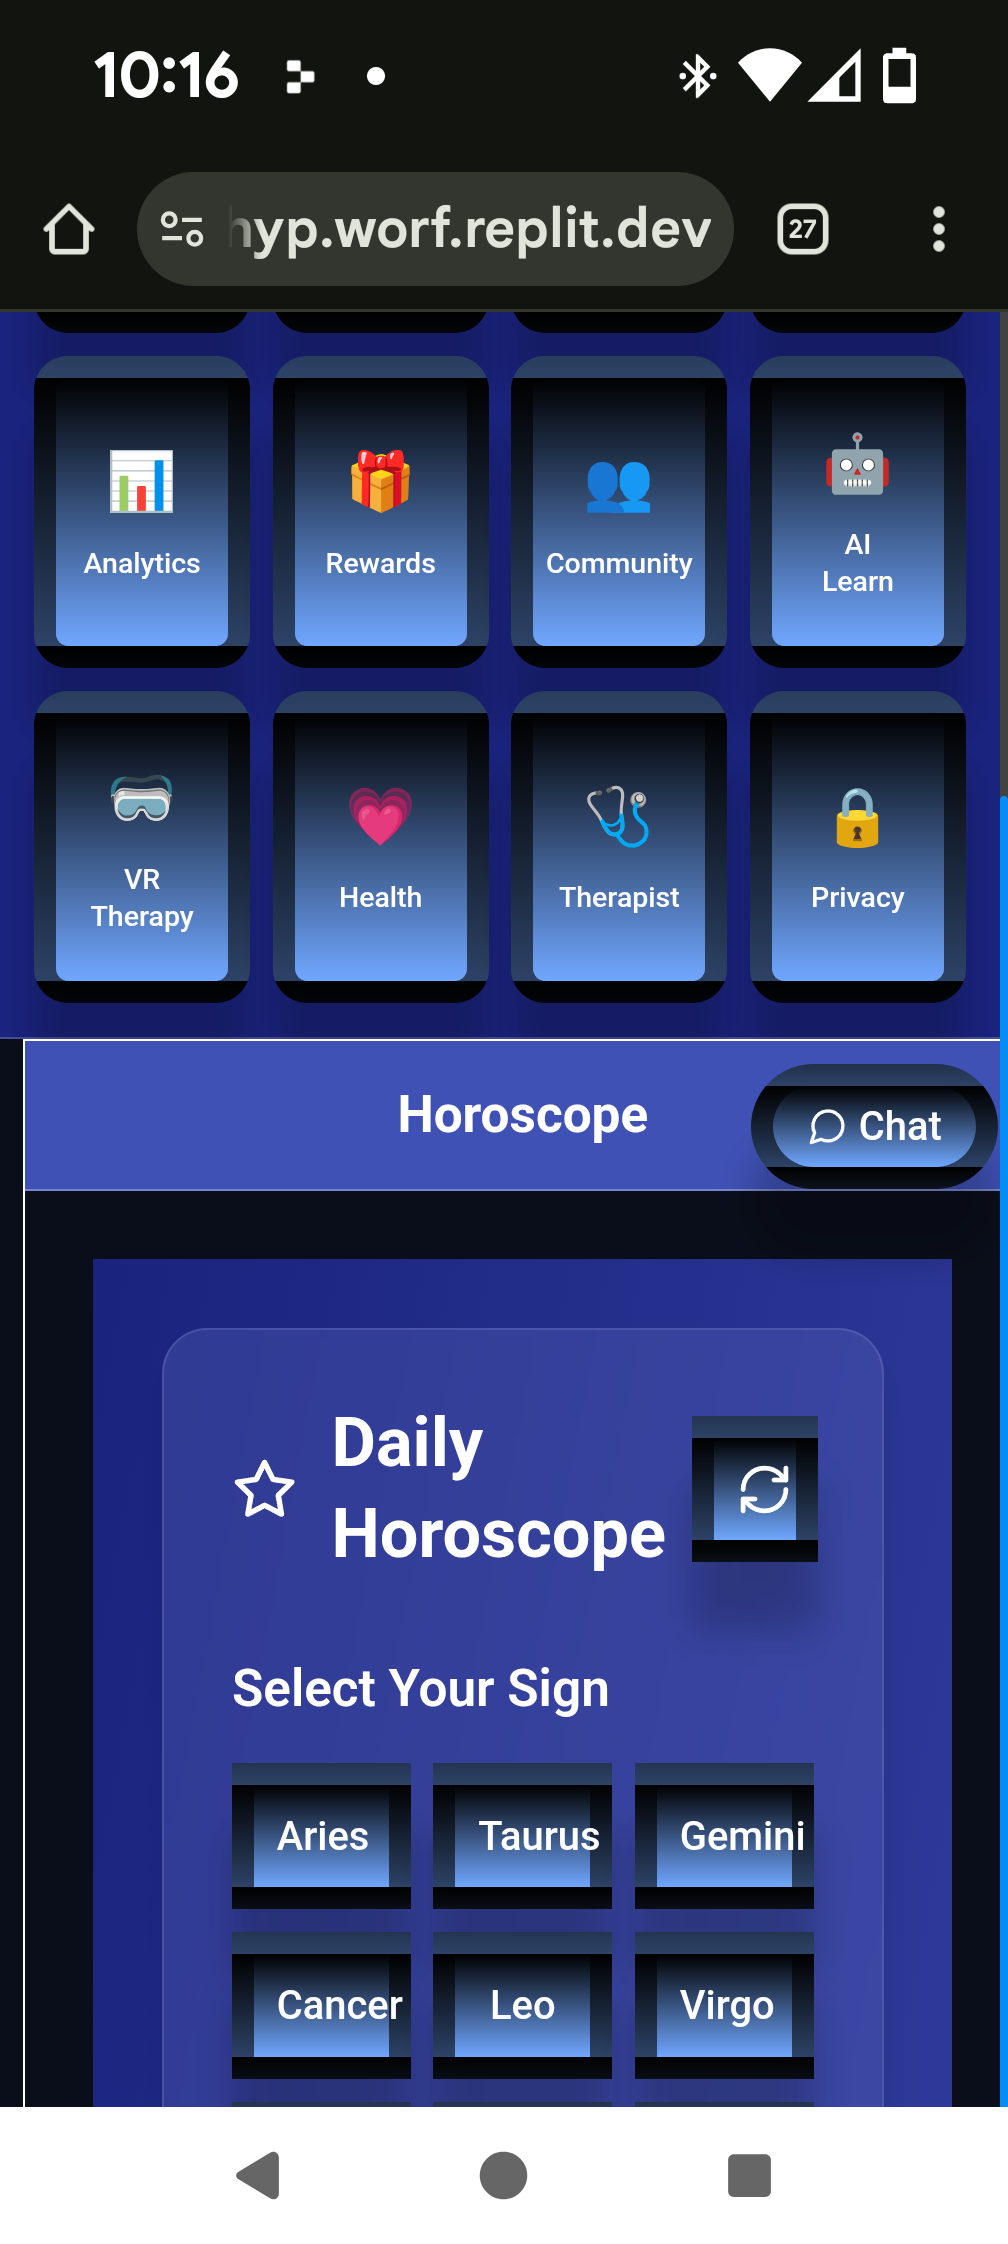 10:16
hyp.worf.replit.dev
27
Analytics
Rewards
Community
AI
Learn
VR
Therapy
Health
Therapist
Privacy
Horoscope
Chat
Daily
Horoscope
Select Your Sign
Aries
Taurus
Gemini
Cancer
Leo
Virgo